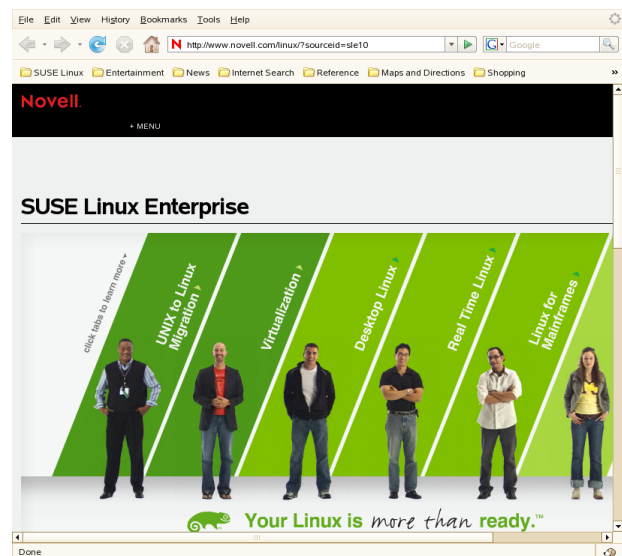 File Edit View History Bookmarks Tools Help
N http://www.novell.com/linux/?sourceid=sle10 G Google
SUSE Linux Entertainment News Internet Search Reference Maps and Directions Shopping »
Novell.
+ MENU
SUSE Linux Enterprise
click tabs to learn more
UNIX to Linux
Migration
Virtualization
Desktop Linux
Real Time Linux
Linux for
Mainframes
Your Linux is more than ready.™
Done